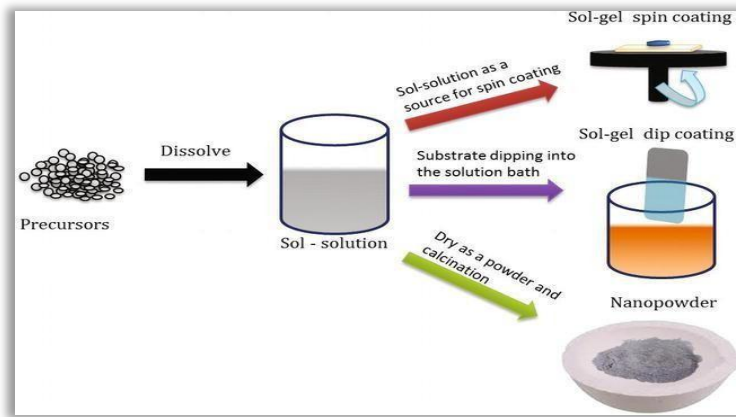 Sol-gel spin coating
Sol-solution as a
source for spin coating
Dissolve
Sol-gel dip coating
Substrate dipping into
the solution bath
Precursors
Sol - solution
Dry as a powder and
calcination
Nanopowder